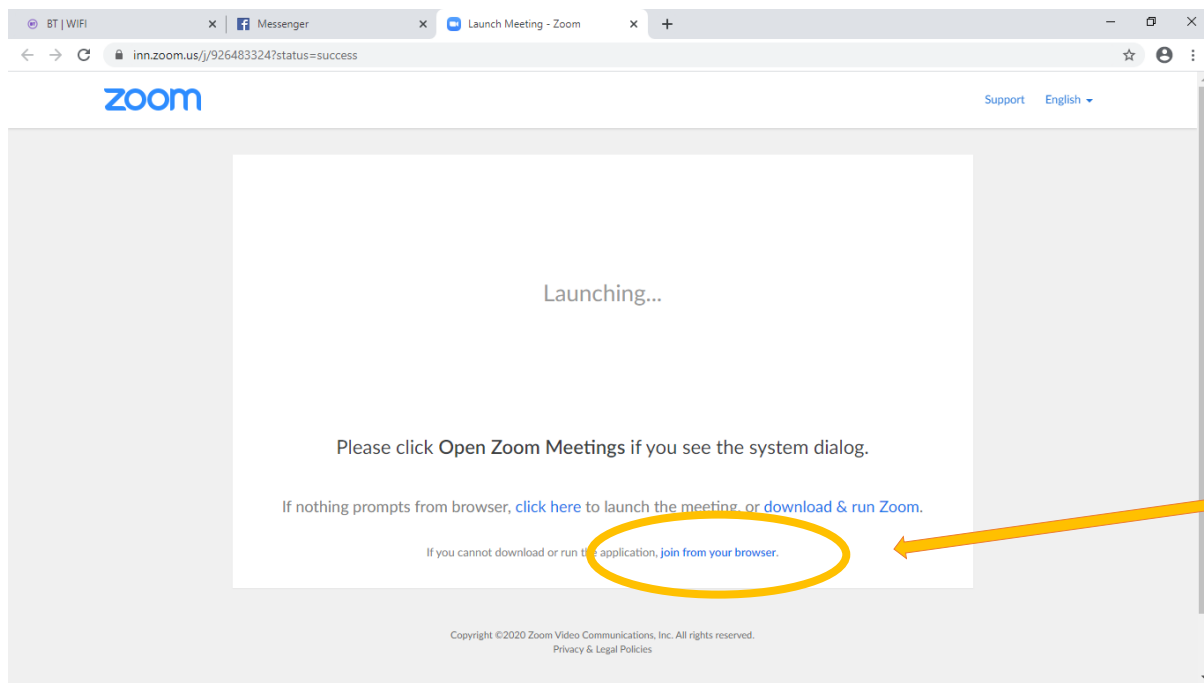 BT | WIFI
Messenger
Launch Meeting - Zoom
inn.zoom.us/j/926483324?status=success
zoom
Support English
Launching...
Please click Open Zoom Meetings if you see the system dialog.
If nothing prompts from browser, click here to launch the meeting, or download & run Zoom.
If you cannot download or run the application, join from your browser.
Copyright ©2020 Zoom Video Communications, Inc. All rights reserved.
Privacy & Legal Policies